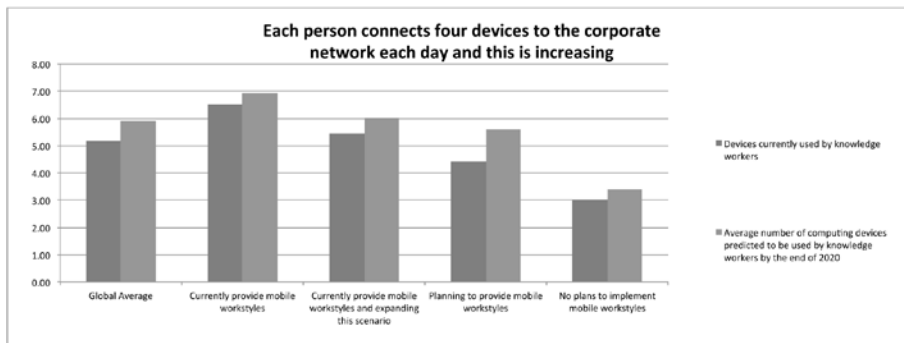 Each person connects four devices to the corporate
network each day and this is increasing
8.00
7.00
6.00
5.00
4.00
3.00
2.00
1.00
0.00
Global Average
Currently provide mobile
workstyles
Currently provide mobile
workstyles and expanding
this scenario
Planning to provide mobile
workstyles
No plans to implement
mobile workstyles
Devices currently used by knowledge
workers
Average number of computing devices
predicted to be used by knowledge
workers by the end of 2020